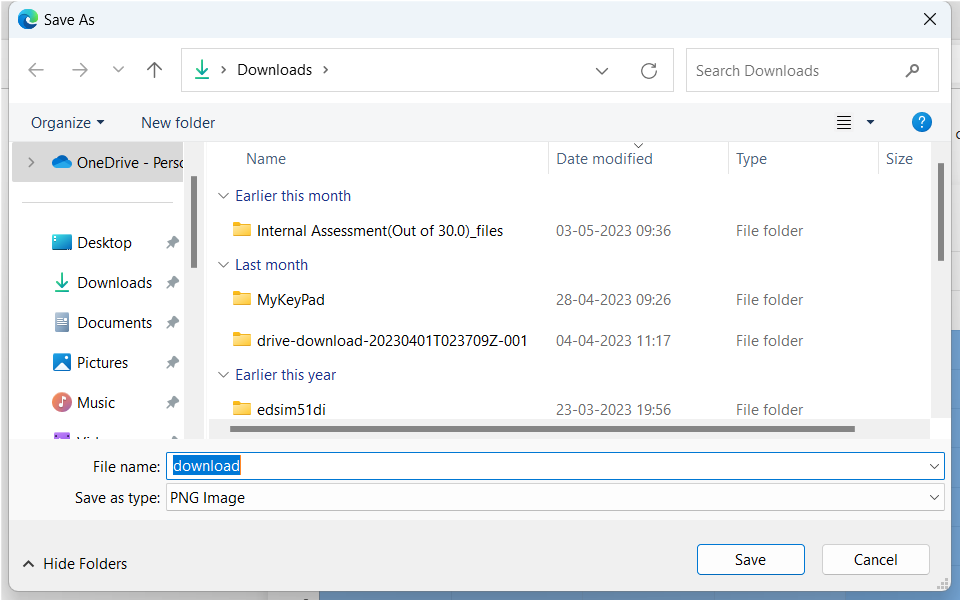 Save As
Downloads
Search Downloads
Organize
New folder
?
OneDrive - Perso
Desktop
Downloads
Documents
Pictures
Music
Name
Date modified
Type
Size
Earlier this month
Internal Assessment(Out of 30.0)_files
03-05-2023 09:36
File folder
Last month
MyKeyPad
28-04-2023 09:26
File folder
drive-download-20230401T023709Z-001
04-04-2023 11:17
File folder
Earlier this year
edsim51di
23-03-2023 19:56
File folder
File name: download
Save as type: PNG Image
Hide Folders
Save
Cancel